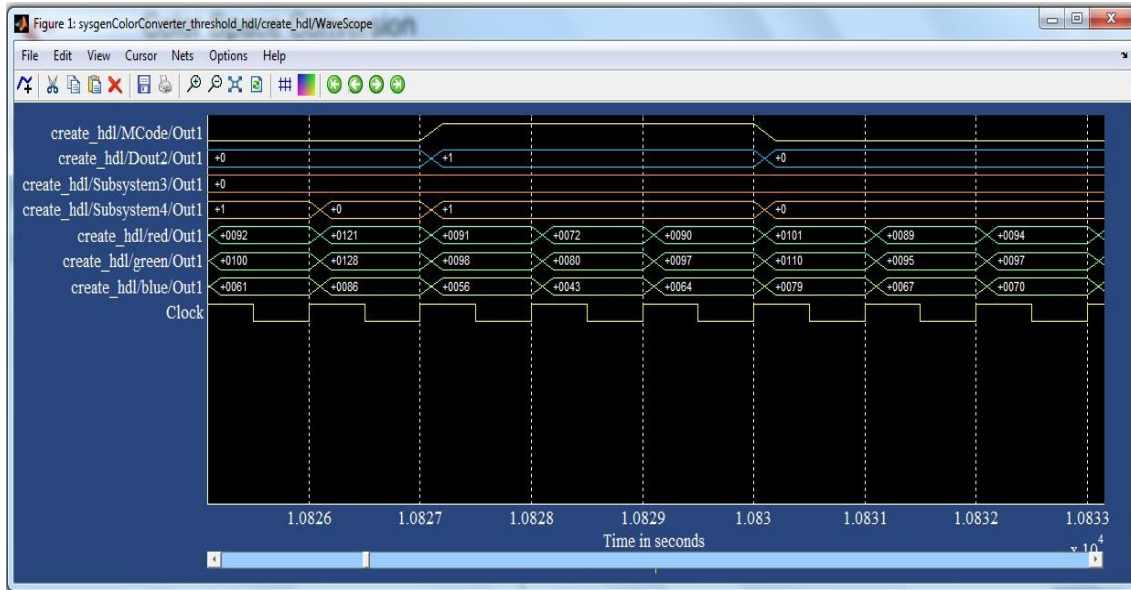 Figure 1: sysgenColorConverter_threshold_hdl/create_hdl/WaveScope
File Edit View Cursor Nets Options Help
create_hdl/MCode/Out1
create_hdl/Dout2/Out1 +0 +1 +0
create_hdl/Subsystem3/Out1 +0
create_hdl/Subsystem4/Out1 +1 +0 +1 +0
create_hdl/red/Out1 +0092 +0121 +0091 +0072 +0090 +0101 +0089 +0094
create_hdl/green/Out1 +0100 +0128 +0098 +0080 +0097 +0110 +0095 +0097
create_hdl/blue/Out1 +0061 +0086 +0056 +0043 +0064 +0079 +0067 +0070
Clock
1.0826 1.0827 1.0828 1.0829 1.083 1.0831 1.0832 1.0833
Time in seconds
x 10^4